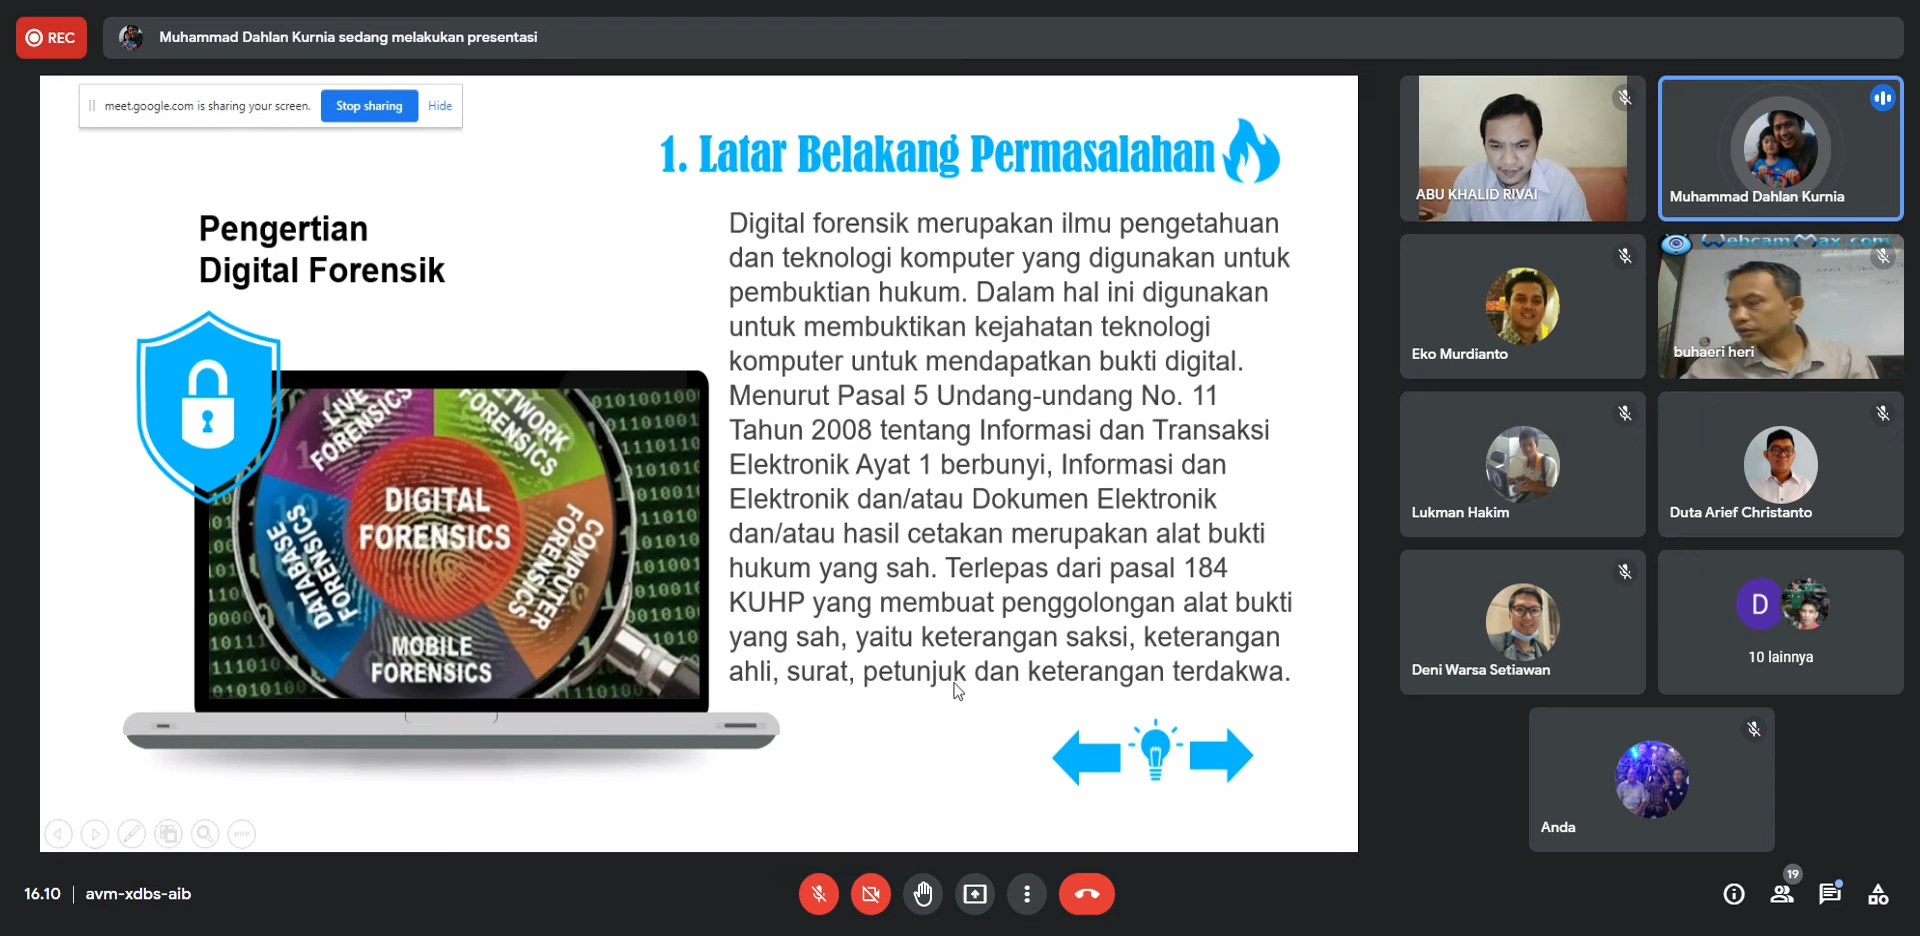 REC
Muhammad Dahlan Kurnia sedang melakukan presentasi
meet.google.com is sharing your screen.
Stop sharing
Hide
1. Latar Belakang Permasalahan
Pengertian
Digital Forensik
Digital forensik merupakan ilmu pengetahuan
dan teknologi komputer yang digunakan untuk
pembuktian hukum. Dalam hal ini digunakan
untuk membuktikan kejahatan teknologi
komputer untuk mendapatkan bukti digital.
Menurut Pasal 5 Undang-undang No. 11
Tahun 2008 tentang Informasi dan Transaksi
Elektronik Ayat 1 berbunyi, Informasi dan
Elektronik dan/atau Dokumen Elektronik
dan/atau hasil cetakan merupakan alat bukti
hukum yang sah. Terlepas dari pasal 184
KUHP yang membuat penggolongan alat bukti
yang sah, yaitu keterangan saksi, keterangan
ahli, surat, petunjuk dan keterangan terdakwa.
LIVE
FORENSICS
NETWORK
FORENSICS
DIGITAL
FORENSICS
DATABASE
FORENSICS
COMPUTER
FORENSICS
MOBILE
FORENSICS
ABU KHALID RIVAI
Muhammad Dahlan Kurnia
Eko Murdianto
WebcamMax.com
buhaeri heri
Lukman Hakim
Duta Arief Christanto
Deni Warsa Setiawan
D
10 lainnya
Anda
16.10 | avm-xdbs-aib
19